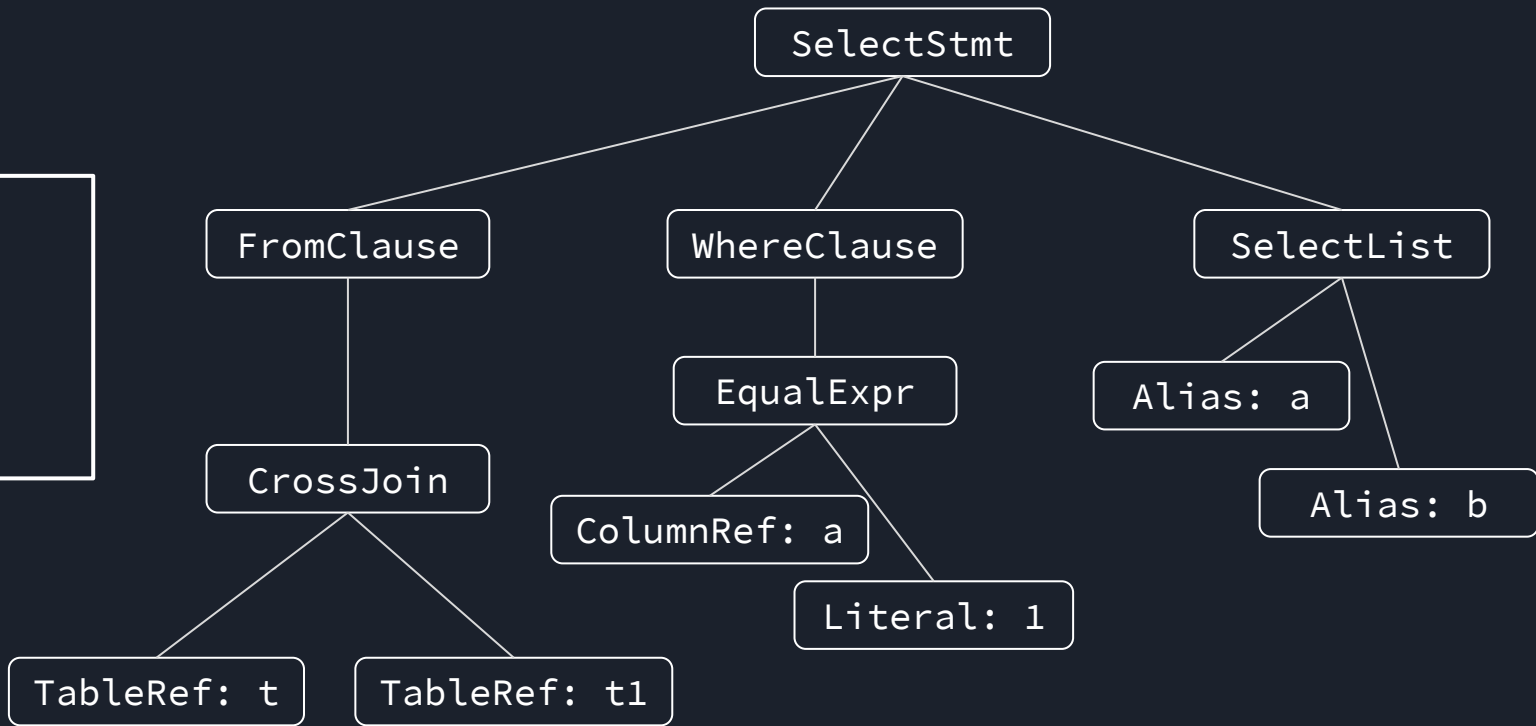 SelectStmt
FromClause
WhereClause
SelectList
EqualExpr
Alias: a
CrossJoin
ColumnRef: a
Alias: b
Literal: 1
TableRef: t
TableRef: t1